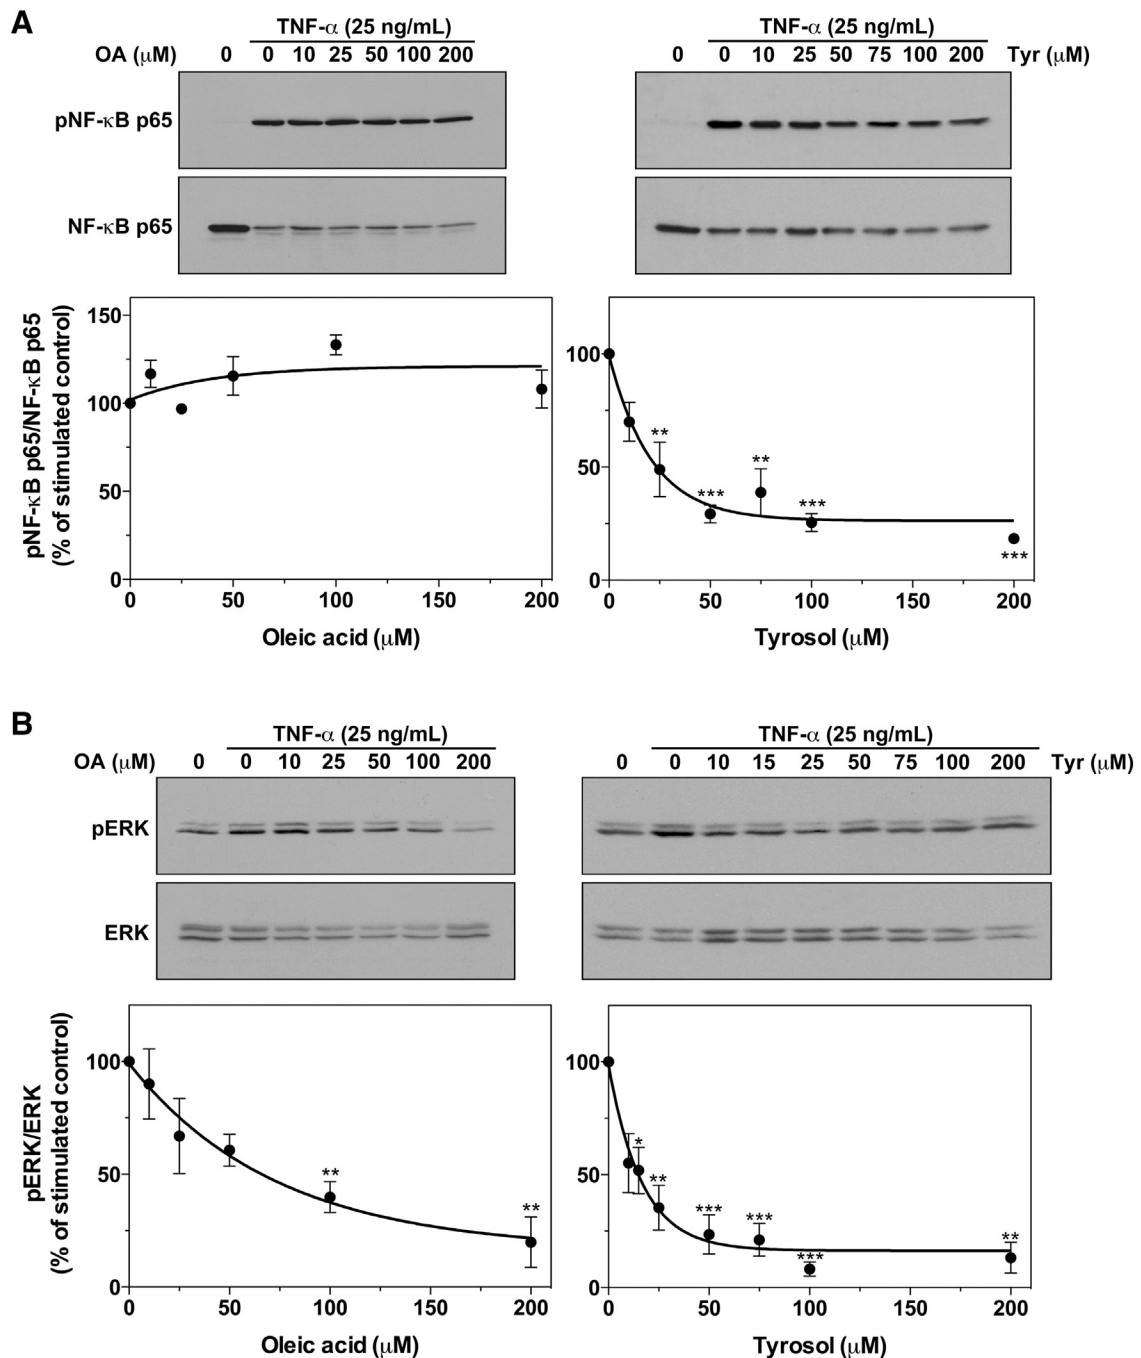 A
TNF-α (25 ng/mL)
OA (μM) 0 0 10 25 50 100 200
pNF-κB p65
NF-κB p65
TNF-α (25 ng/mL)
0 0 10 25 50 75 100 200 Tyr (μM)
pNF-κB p65/NF-κB p65
(% of stimulated control)
150
100
50
0
0 50 100 150 200
Oleic acid (μM)
100
50
0
** *** ** *** ***
0 50 100 150 200
Tyrosol (μM)
B
TNF-α (25 ng/mL)
OA (μM) 0 0 10 25 50 100 200
pERK
ERK
TNF-α (25 ng/mL)
0 0 10 15 25 50 75 100 200 Tyr (μM)
pERK/ERK
(% of stimulated control)
100
50
0
** **
0 50 100 150 200
Oleic acid (μM)
100
50
0
* ** *** *** *** **
0 50 100 150 200
Tyrosol (μM)